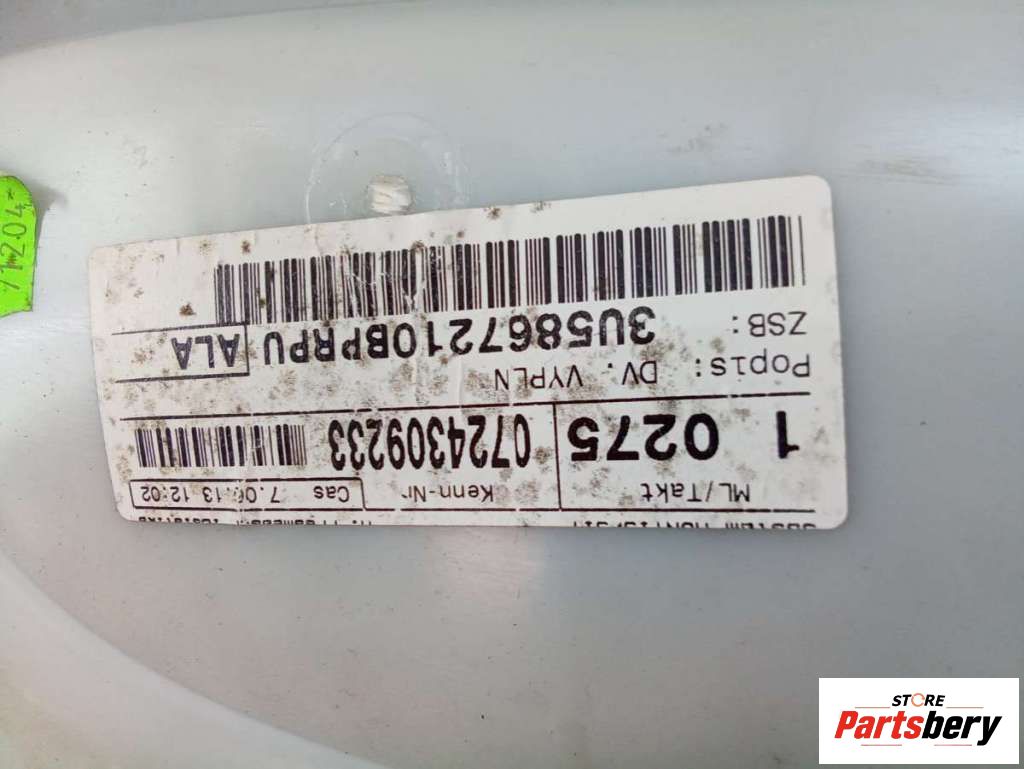 ML/Takt Kenn-Nr Cas 7.06.13 12:02
1 0275 0724309233
Popis: DV. VYPLN
ZSB:
3U5867210BPRPU ALA
71204
STORE
Partsbery